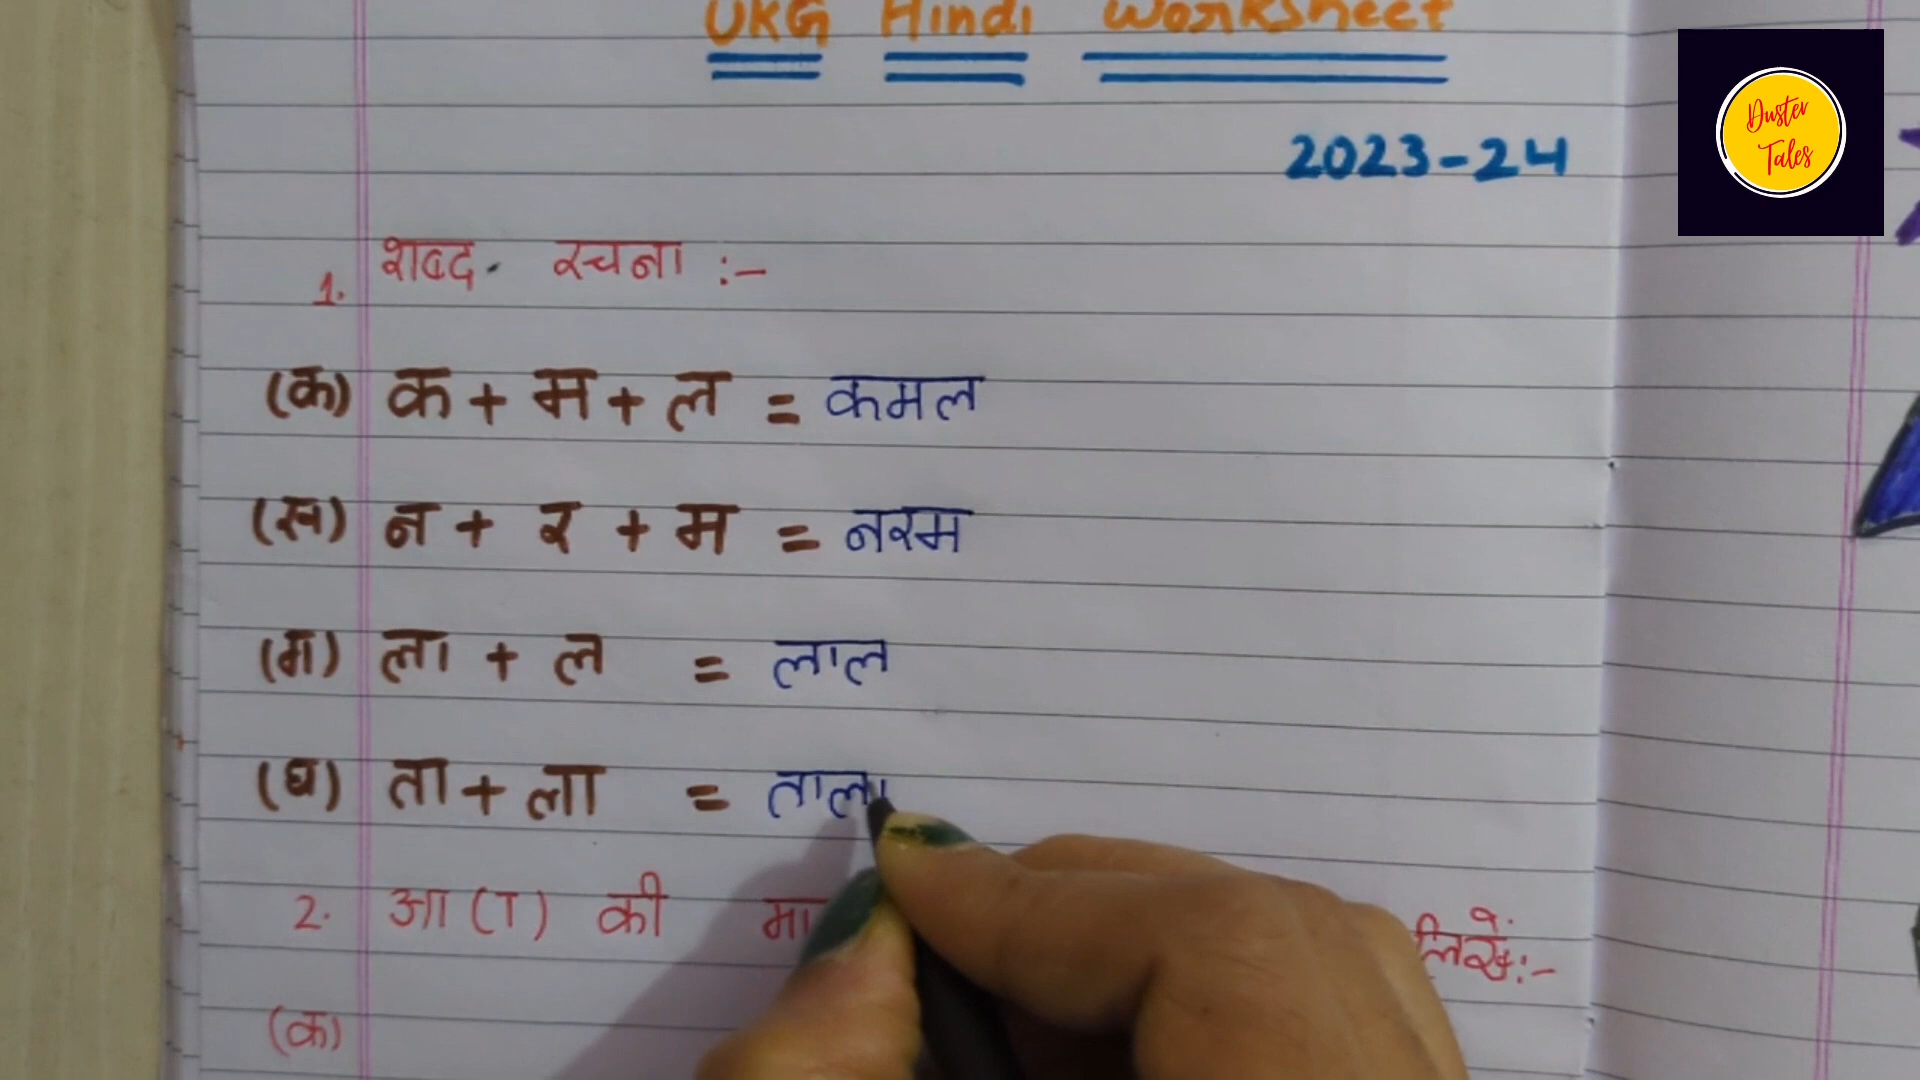 UKG Hindi Worksheet
Duster
Tales
2023-24
1. शब्द रचना :-
(क) क + म + ल = कमल
(ख) न + र + म = नरम
(ग) ला + ल = लाल
(घ) ता + ला = ताला
2. आ (ा) की लिखें:-
(क)